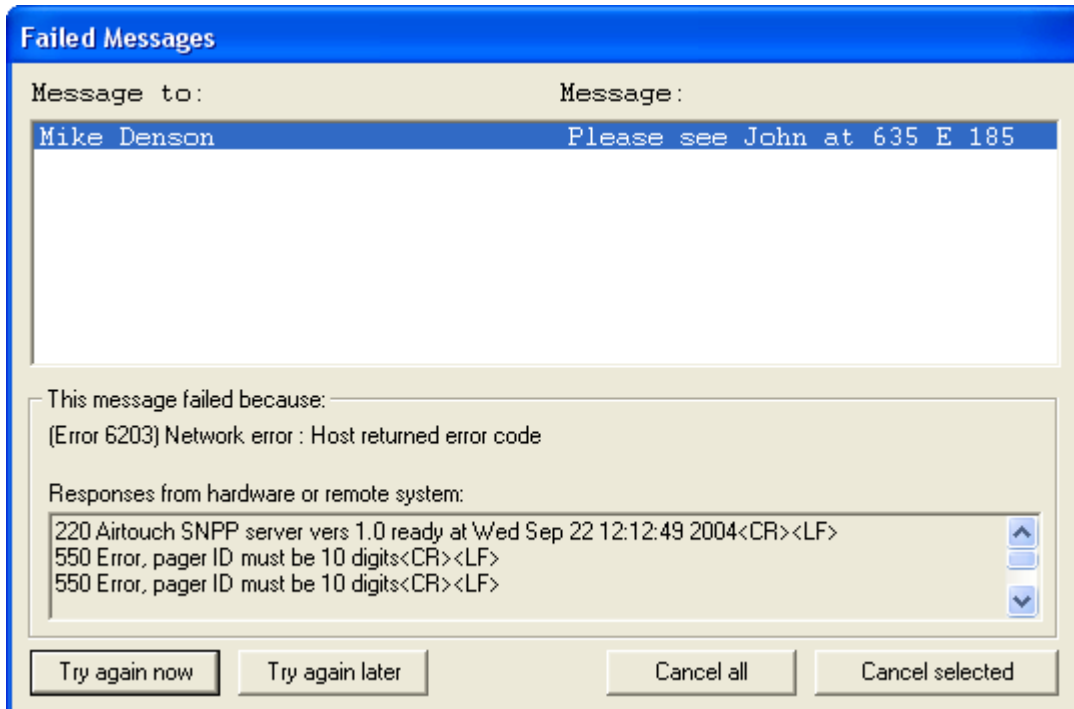 Failed Messages
Message to: Message:
Mike Denson Please see John at 635 E 185
This message failed because:
(Error 6203) Network error : Host returned error code
Responses from hardware or remote system:
220 Airtouch SNPP server vers 1.0 ready at Wed Sep 22 12:12:49 2004<CR><LF>
550 Error, pager ID must be 10 digits<CR><LF>
550 Error, pager ID must be 10 digits<CR><LF>
Try again now Try again later Cancel all Cancel selected